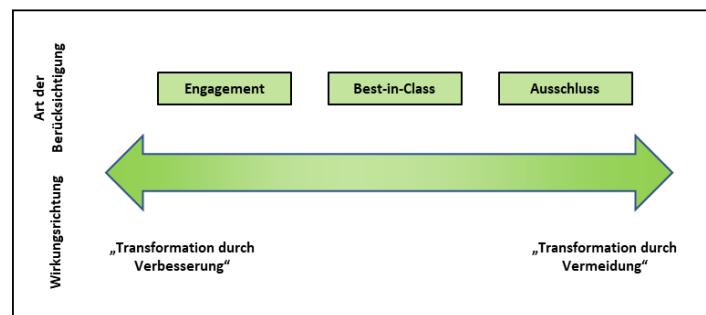 Art der
Berücksichtigung
Engagement
Best-in-Class
Ausschluss
Wirkungsrichtung
„Transformation durch
Verbesserung“
„Transformation durch
Vermeidung“